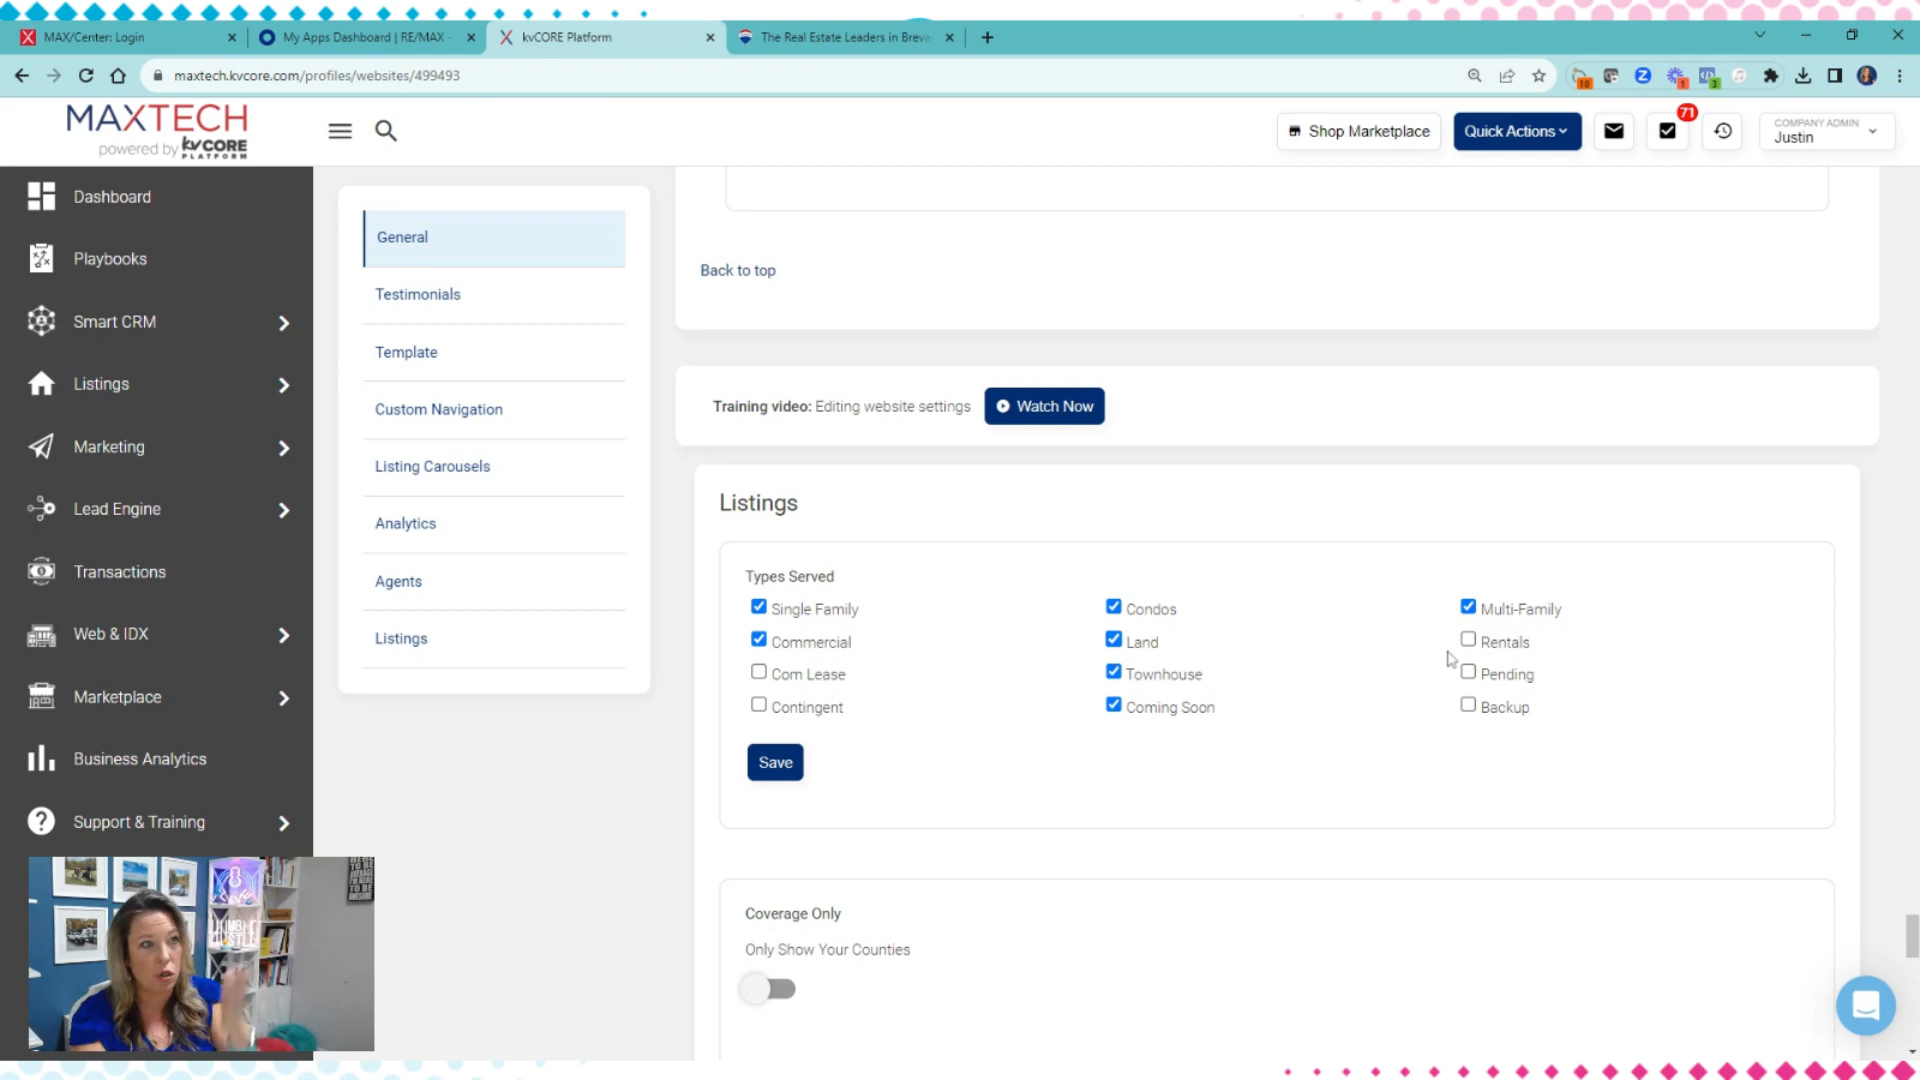 MAX/Center: Login
My Apps Dashboard | RE/MAX -
kvCORE Platform
The Real Estate Leaders in Breva
maxtech.kvcore.com/profiles/websites/499493
10
1
3
MAXTECH
powered by kvCORE
PLATFORM
Shop Marketplace
Quick Actions
71
COMPANY ADMIN
Justin
Dashboard
Playbooks
Smart CRM
Listings
Marketing
Lead Engine
Transactions
Web & IDX
Marketplace
Business Analytics
Support & Training
General
Testimonials
Template
Custom Navigation
Listing Carousels
Analytics
Agents
Listings
Back to top
Training video: Editing website settings
Watch Now
Listings
Types Served
Single Family
Condos
Multi-Family
Commercial
Land
Rentals
Com Lease
Townhouse
Pending
Contingent
Coming Soon
Backup
Save
Coverage Only
Only Show Your Counties